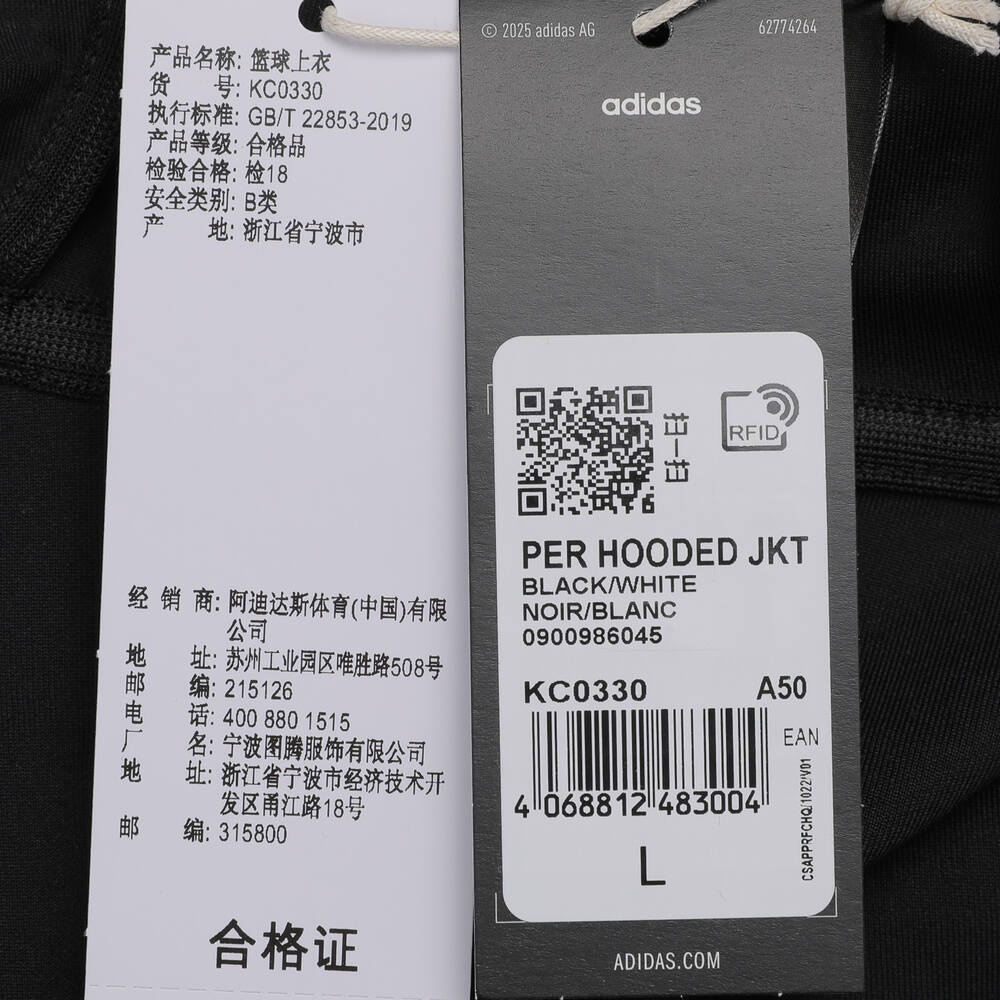 产品名称: 篮球上衣
货 号: KC0330
执行标准: GB/T 22853-2019
产品等级: 合格品
检验合格: 检18
安全类别: B类
产 地: 浙江省宁波市
经 销 商: 阿迪达斯体育(中国)有限
公司
地 址: 苏州工业园区唯胜路508号
邮 编: 215126
电 话: 400 880 1515
厂 名: 宁波图腾服饰有限公司
地 址: 浙江省宁波市经济技术开
发区甬江路18号
邮 编: 315800
合格证
© 2025 adidas AG
62774264
adidas
扫一扫
RFID
PER HOODED JKT
BLACK/WHITE
NOIR/BLANC
0900986045
KC0330 A50
EAN
4 068812 483004
CSAPPRFCHQ/1022/V01
L
ADIDAS.COM